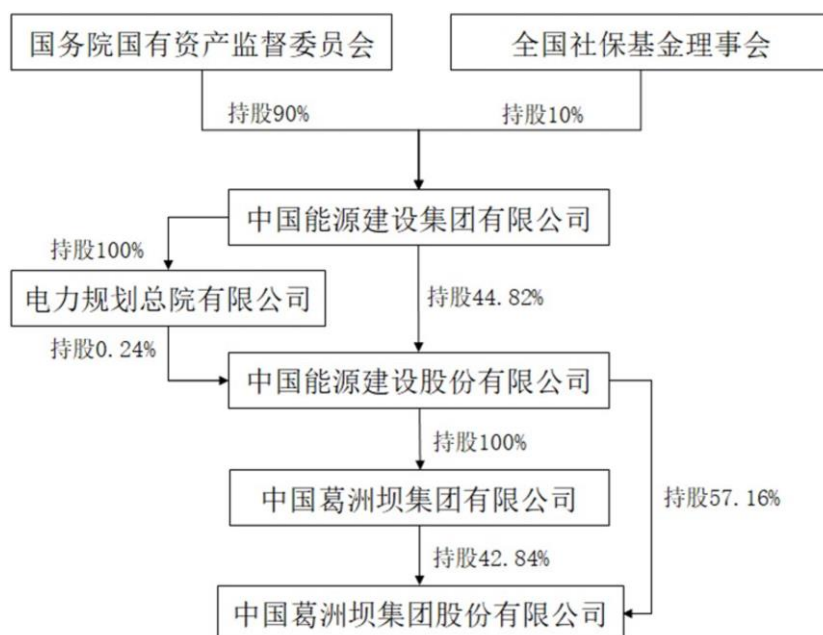 国务院国有资产监督委员会
全国社保基金理事会
持股90%
持股10%
中国能源建设集团有限公司
持股100%
电力规划总院有限公司
持股44.82%
持股0.24%
中国能源建设股份有限公司
持股100%
中国葛洲坝集团有限公司
持股57.16%
持股42.84%
中国葛洲坝集团股份有限公司